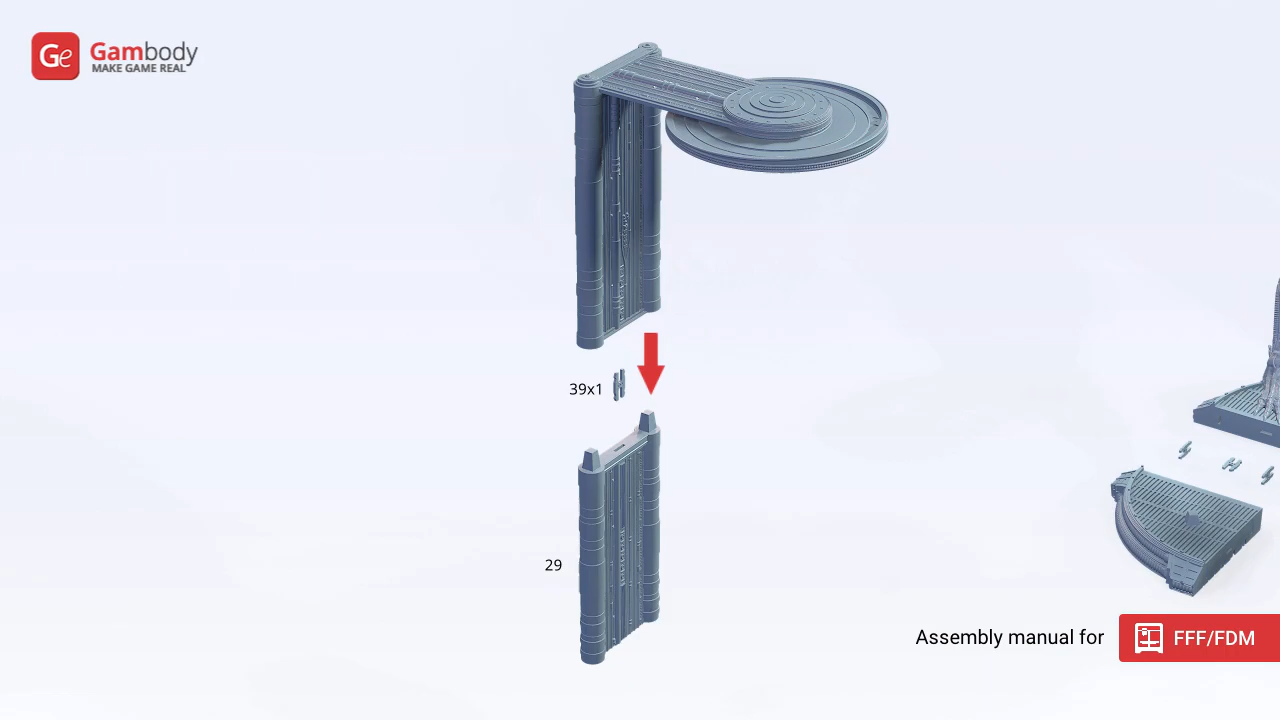 Ge
Gambody
MAKE GAME REAL
39x1
29
Assembly manual for
FFF/FDM